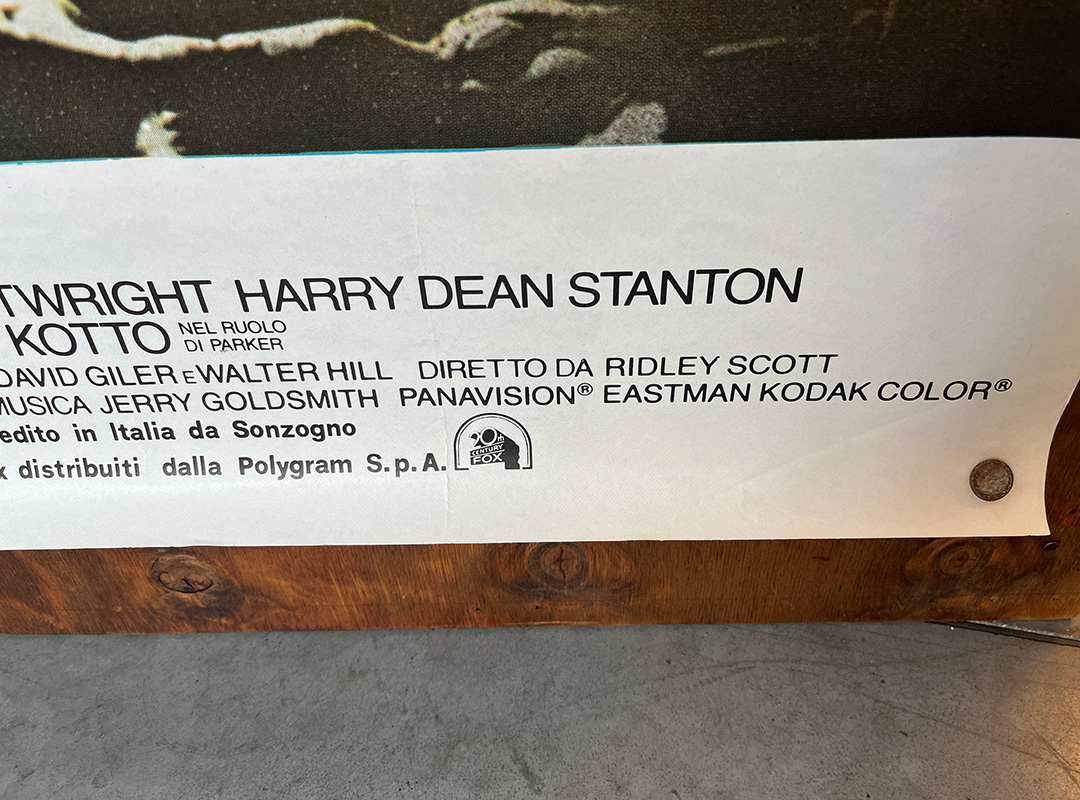 TWRIGHT HARRY DEAN STANTON
KOTTO NEL RUOLO
DI PARKER
DAVID GILER E WALTER HILL DIRETTO DA RIDLEY SCOTT
MUSICA JERRY GOLDSMITH PANAVISION® EASTMAN KODAK COLOR®
edito in Italia da Sonzogno
x distribuiti dalla Polygram S.p.A.
20th
CENTURY
FOX